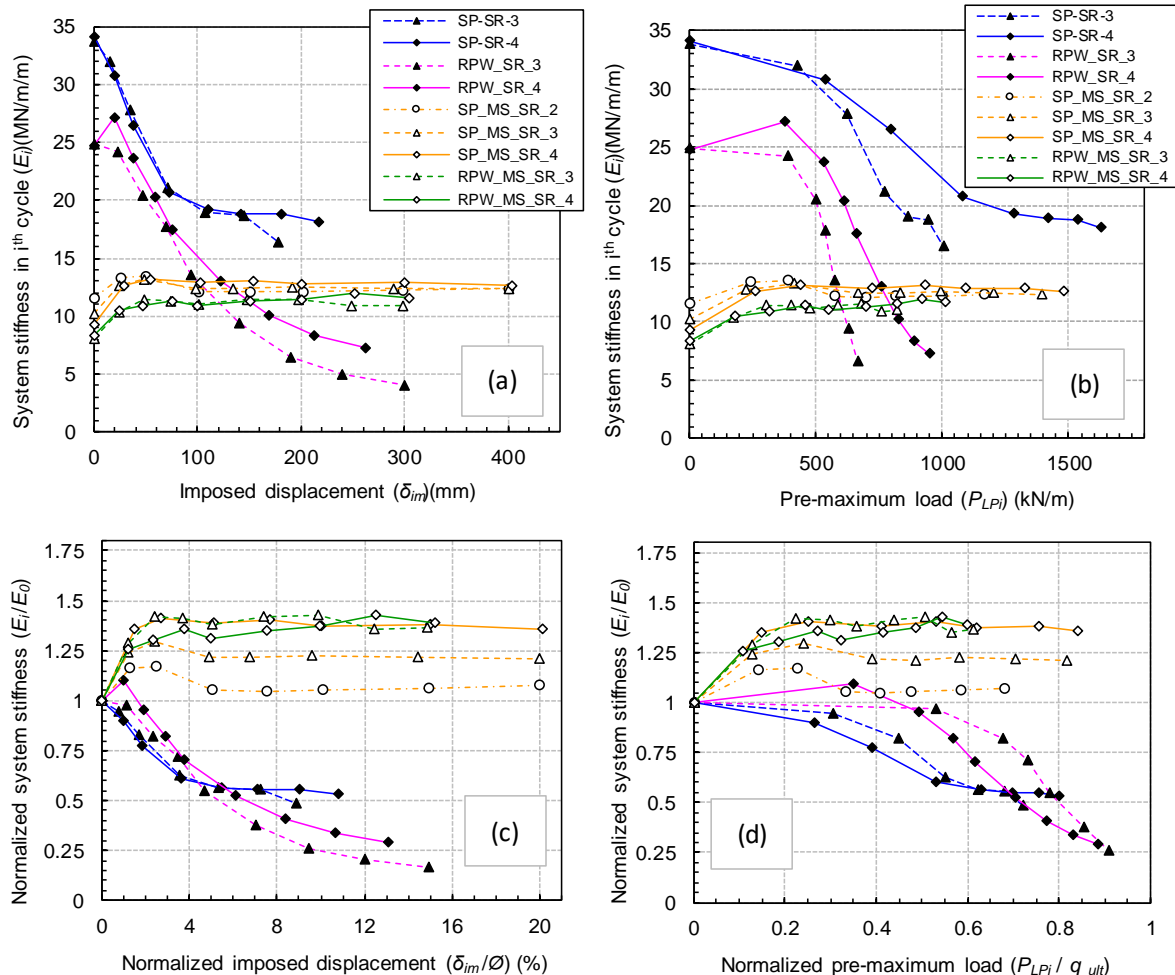 System stiffness in iᵗʰ cycle (Ei)(MN/m/m)
35
30
25
20
15
10
5
0
0
100
200
300
400
Imposed displacement (δim)(mm)
SP-SR-3
SP-SR-4
RPW_SR_3
RPW_SR_4
SP_MS_SR_2
SP_MS_SR_3
SP_MS_SR_4
RPW_MS_SR_3
RPW_MS_SR_4
(a)
System stiffness in iᵗʰ cycle (Ei)(MN/m/m)
35
30
25
20
15
10
5
0
0
500
1000
1500
Pre-maximum load (PLPi) (kN/m)
SP-SR-3
SP-SR-4
RPW_SR_3
RPW_SR_4
SP_MS_SR_2
SP_MS_SR_3
SP_MS_SR_4
RPW_MS_SR_3
RPW_MS_SR_4
(b)
Normalized system stiffness (Ei/E0)
1.75
1.5
1.25
1
0.75
0.5
0.25
0
0
4
8
12
16
20
Normalized imposed displacement (δim/Ø) (%)
(c)
Normalized system stiffness (Ei/E0)
1.75
1.5
1.25
1
0.75
0.5
0.25
0
0
0.2
0.4
0.6
0.8
1
Normalized pre-maximum load (PLPi / q ult)
(d)